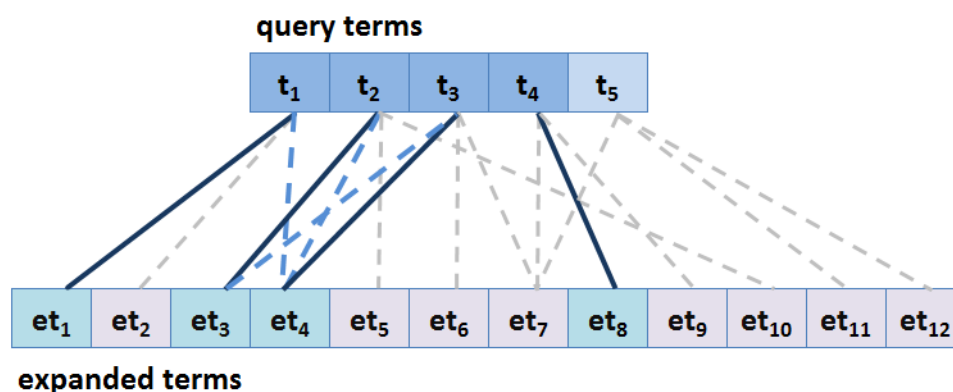 query terms
t₁ t₂ t₃ t₄ t₅
et₁ et₂ et₃ et₄ et₅ et₆ et₇ et₈ et₉ et₁₀ et₁₁ et₁₂
expanded terms